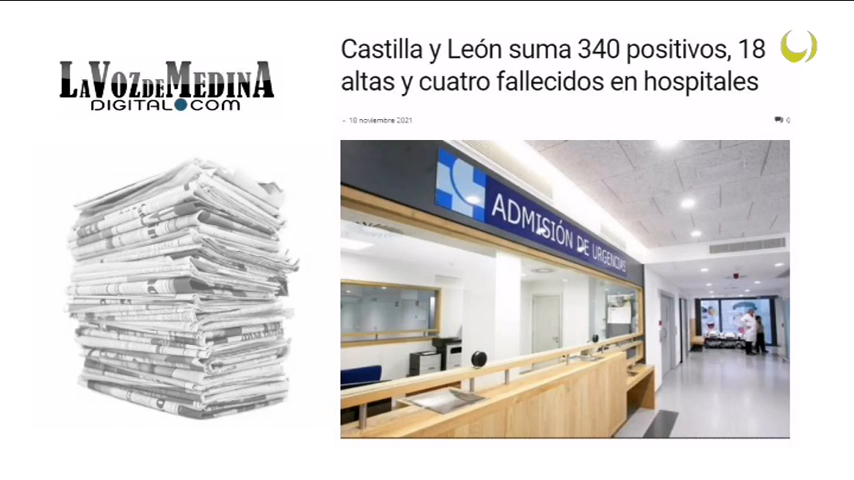 LAVOZDEMEDINA
DIGITAL.COM
Castilla y León suma 340 positivos, 18
altas y cuatro fallecidos en hospitales
- 18 noviembre 2021
0
ADMISIÓN DE URGENCIAS